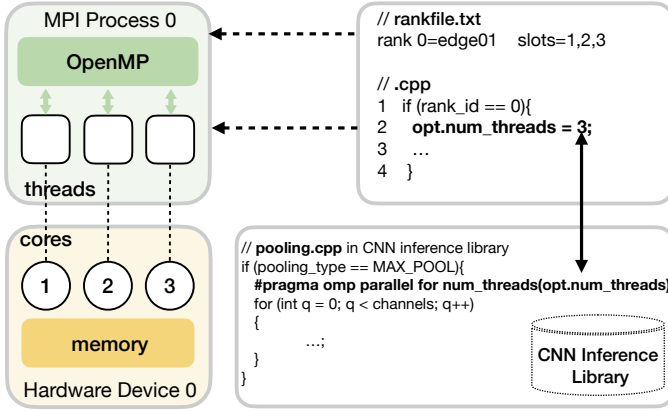 MPI Process 0
OpenMP
threads
cores
1 2 3
memory
Hardware Device 0
// rankfile.txt
rank 0=edge01 slots=1,2,3
// .cpp
1 if (rank_id == 0){
2 opt.num_threads = 3;
3 ...
4 }
// pooling.cpp in CNN inference library
if (pooling_type == MAX_POOL){
#pragma omp parallel for num_threads(opt.num_threads)
for (int q = 0; q < channels; q++)
{
...;
}
}
CNN Inference
Library